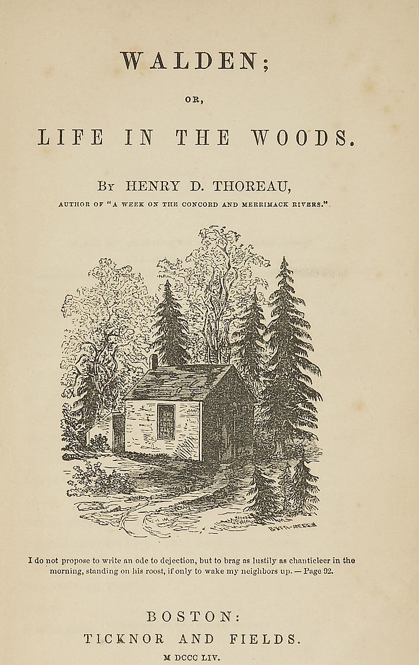 WALDEN;
OR,
LIFE IN THE WOODS.
By HENRY D. THOREAU,
AUTHOR OF "A WEEK ON THE CONCORD AND MERRIMACK RIVERS."
I do not propose to write an ode to dejection, but to brag as lustily as chanticleer in the
morning, standing on his roost, if only to wake my neighbors up. — Page 92.
BOSTON:
TICKNOR AND FIELDS.
M DCCC LIV.